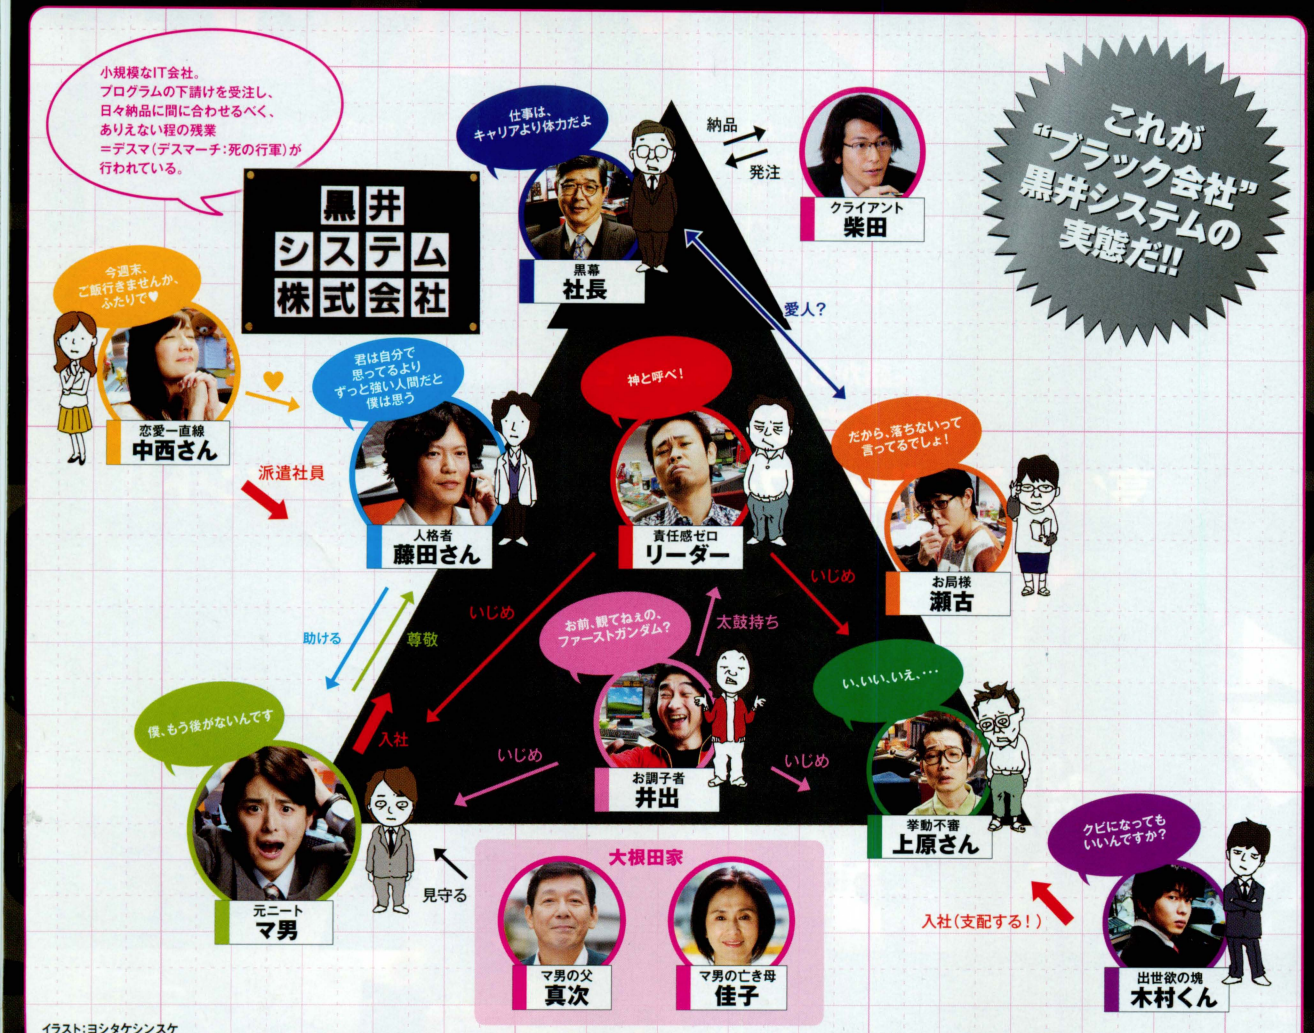 小規模なIT会社。
プログラムの下請けを受注し、
日々納品に間に合わせるべく、
ありえない程の残業
=デスマ(デスマーチ:死の行軍)が
行われている。
黒井
システム
株式会社
仕事は、
キャリアより体力だよ
黒幕
社長
納品
発注
クライアント
柴田
これが
“ブラック会社”
黒井システムの
実態だ!!
愛人?
今週末、
ご飯行きませんか、
ふたりで♥
恋愛一直線
中西さん
派遣社員
君は自分で
思ってるより
ずっと強い人間だと
僕は思う
人格者
藤田さん
神と呼べ!
責任感ゼロ
リーダー
だから、落ちないって
言ってるでしょ!
お局様
瀬古
いじめ
いじめ
助ける
尊敬
お前、観てねぇの、
ファーストガンダム?
太鼓持ち
お調子者
井出
い、いい、いえ、・・・
挙動不審
上原さん
いじめ
いじめ
僕、もう後がないんです
入社
元ニート
マ男
見守る
大根田家
マ男の父
真次
マ男の亡き母
佳子
クビになっても
いいんですか?
入社(支配する!)
出世欲の塊
木村くん
イラスト:ヨシタケシンスケ